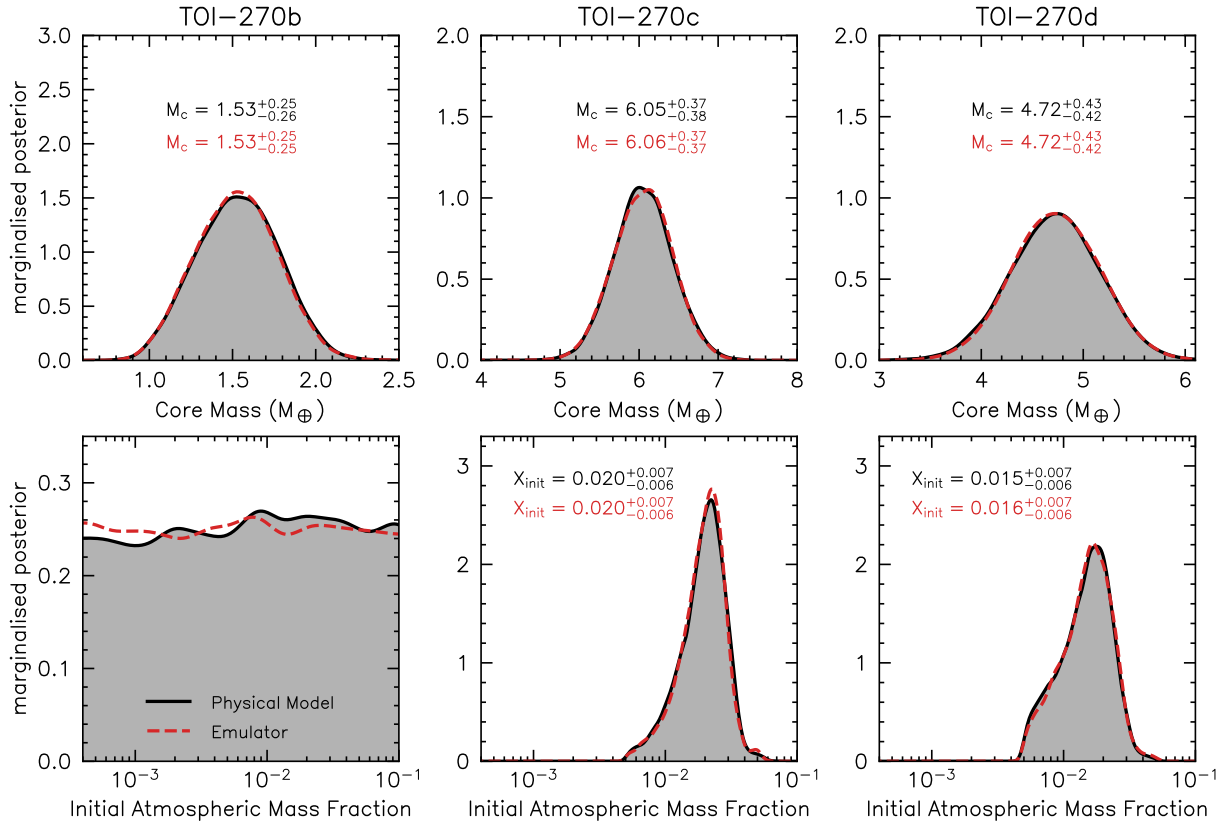 TOI-270b
TOI-270c
TOI-270d
marginalised posterior
3.0
2.5
2.0
1.5
1.0
0.5
0.0
M_c = 1.53^{+0.25}_{-0.26}
M_c = 1.53^{+0.25}_{-0.25}
1.0 1.5 2.0 2.5
Core Mass (M⊕)
2.0
1.5
1.0
0.5
0.0
M_c = 6.05^{+0.37}_{-0.38}
M_c = 6.06^{+0.37}_{-0.37}
4 5 6 7 8
Core Mass (M⊕)
2.0
1.5
1.0
0.5
0.0
M_c = 4.72^{+0.43}_{-0.42}
M_c = 4.72^{+0.43}_{-0.42}
3 4 5 6
Core Mass (M⊕)
marginalised posterior
0.3
0.2
0.1
0.0
Physical Model
Emulator
10^{-3} 10^{-2} 10^{-1}
Initial Atmospheric Mass Fraction
3
2
1
0
X_{init} = 0.020^{+0.007}_{-0.006}
X_{init} = 0.020^{+0.007}_{-0.006}
10^{-3} 10^{-2} 10^{-1}
Initial Atmospheric Mass Fraction
3
2
1
0
X_{init} = 0.015^{+0.007}_{-0.006}
X_{init} = 0.016^{+0.007}_{-0.006}
10^{-3} 10^{-2} 10^{-1}
Initial Atmospheric Mass Fraction